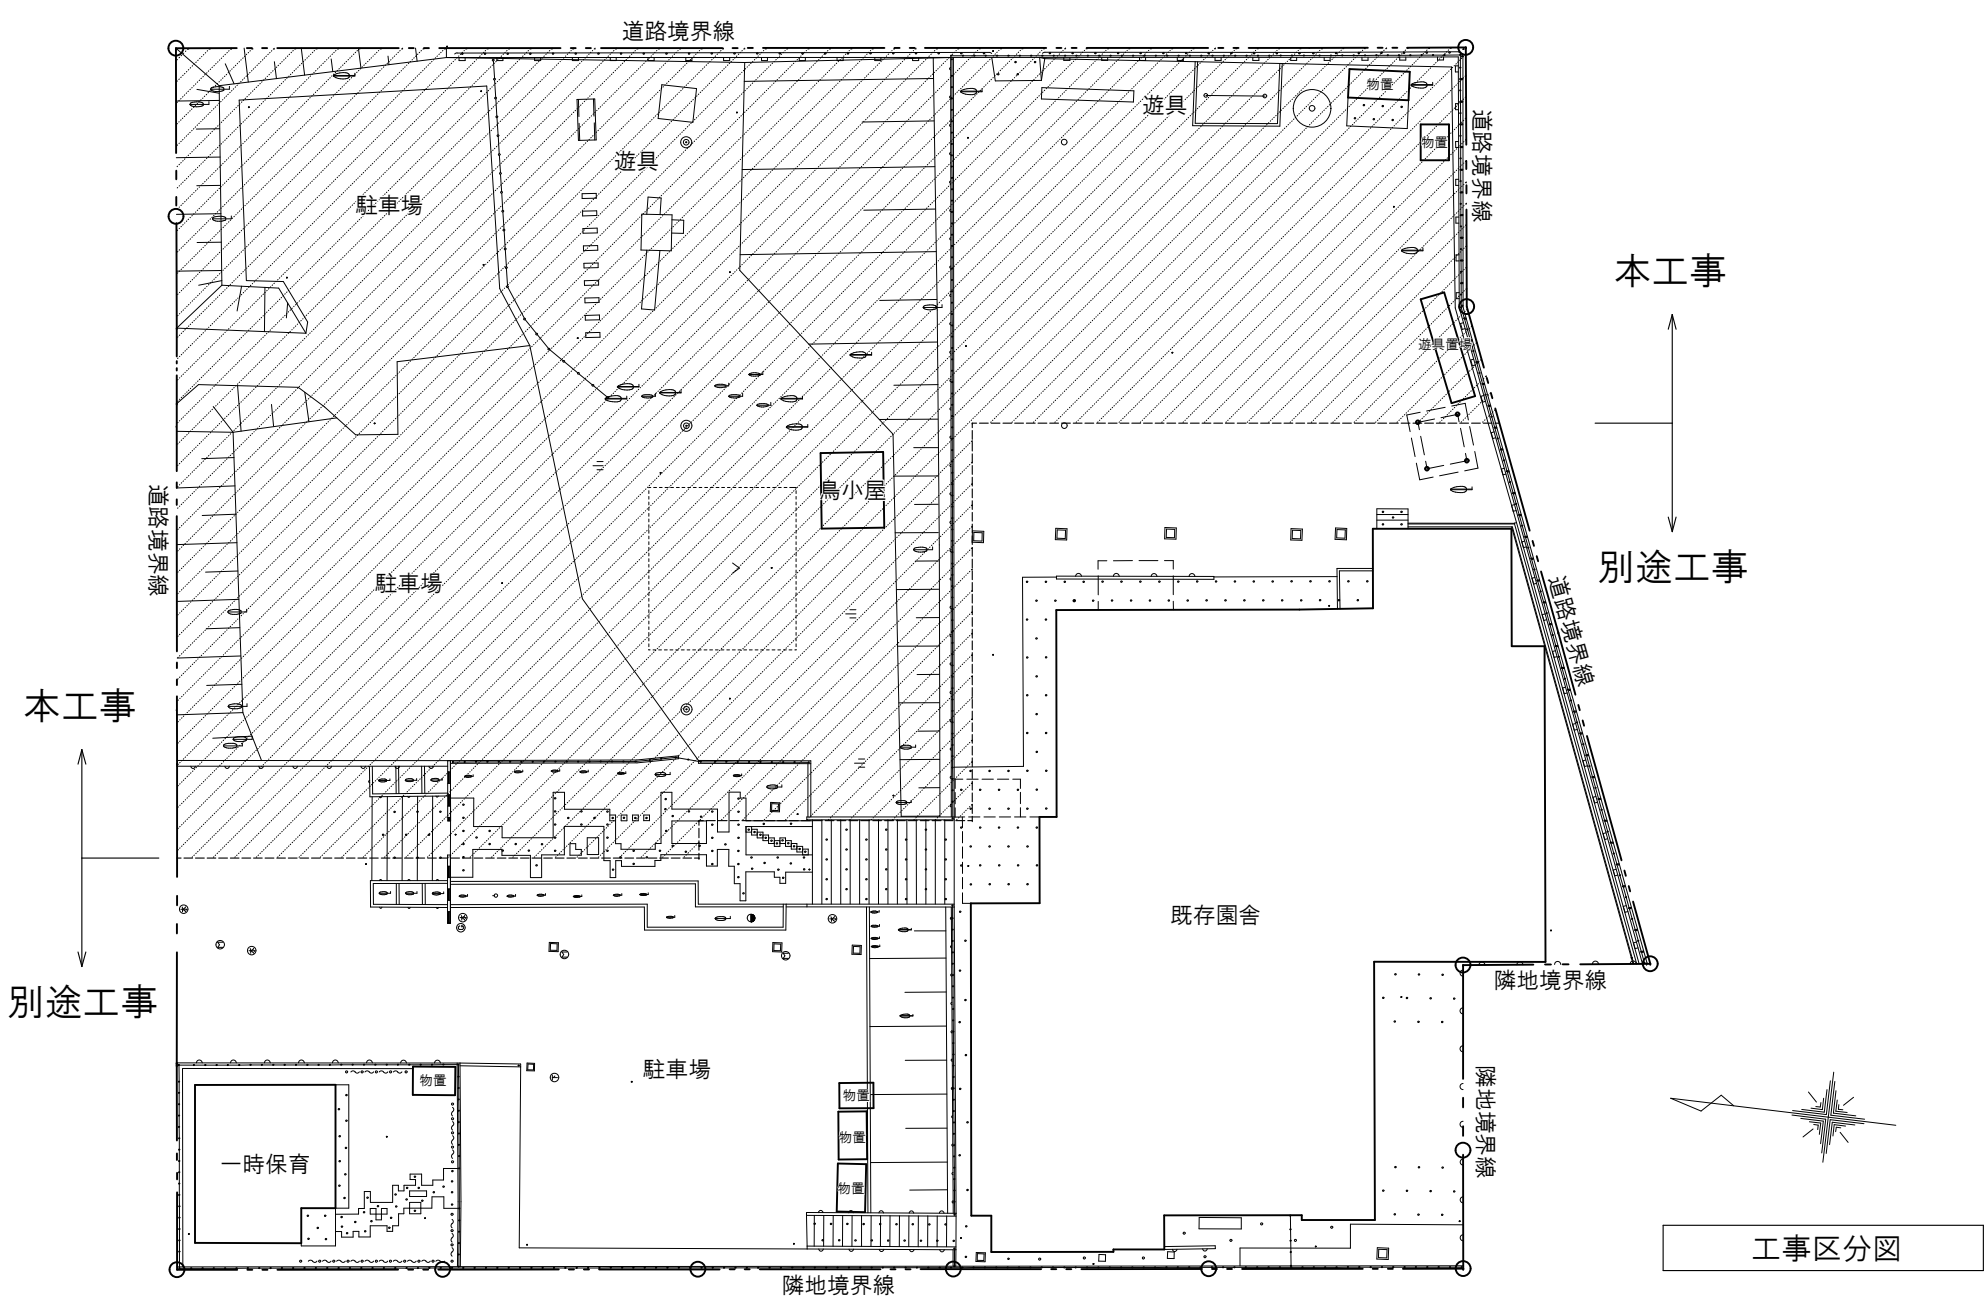 道路境界線
物置
遊具
物置
道路境界線
遊具
駐車場
本工事
遊具置場
鳥小屋
道路境界線
別途工事
駐車場
道路境界線
本工事
既存園舎
隣地境界線
別途工事
駐車場
物置
物置
隣地境界線
物置
一時保育
物置
工事区分図
隣地境界線